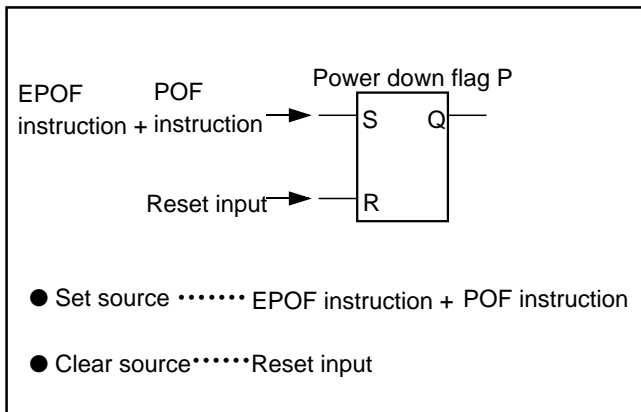 Power down flag P
EPOF instruction + POF instruction
S Q
Reset input
R
● Set source ······· EPOF instruction + POF instruction
● Clear source ······ Reset input